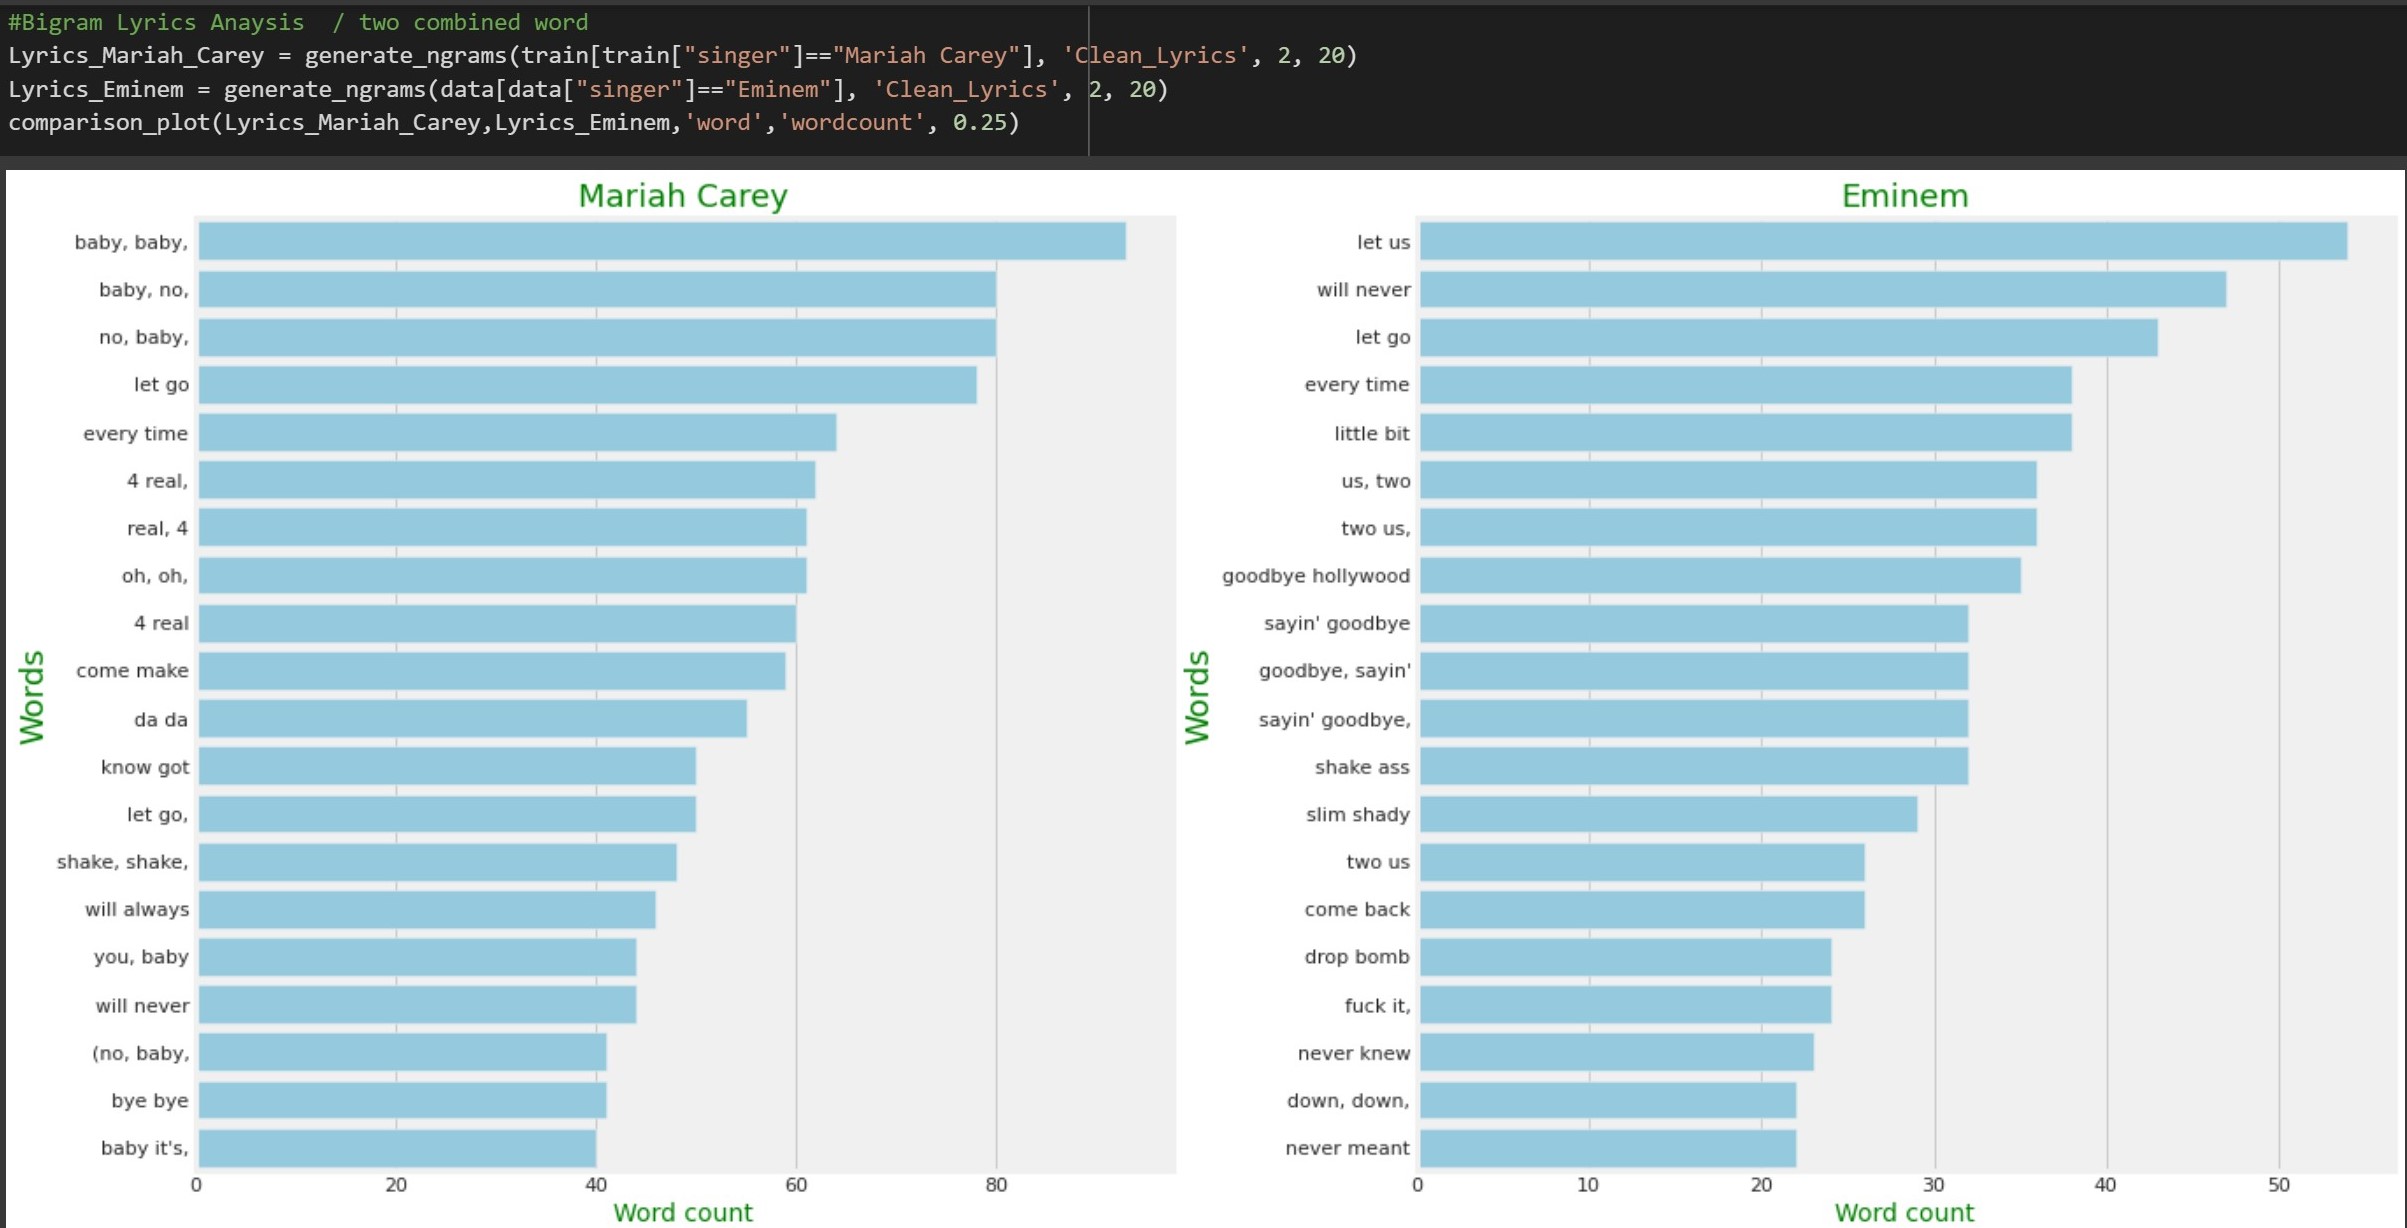 #Bigram Lyrics Anaysis  / two combined word
Lyrics_Mariah_Carey = generate_ngrams(train[train["singer"]=="Mariah Carey"], 'Clean_Lyrics', 2, 20)
Lyrics_Eminem = generate_ngrams(data[data["singer"]=="Eminem"], 'Clean_Lyrics', 2, 20)
comparison_plot(Lyrics_Mariah_Carey,Lyrics_Eminem,'word','wordcount', 0.25)
Mariah Carey
Words
baby, baby,
baby, no,
no, baby,
let go
every time
4 real,
real, 4
oh, oh,
4 real
come make
da da
know got
let go,
shake, shake,
will always
you, baby
will never
(no, baby,
bye bye
baby it's,
0 20 40 60 80
Word count
Eminem
Words
let us
will never
let go
every time
little bit
us, two
two us,
goodbye hollywood
sayin' goodbye
goodbye, sayin'
sayin' goodbye,
shake ass
slim shady
two us
come back
drop bomb
fuck it,
never knew
down, down,
never meant
0 10 20 30 40 50
Word count